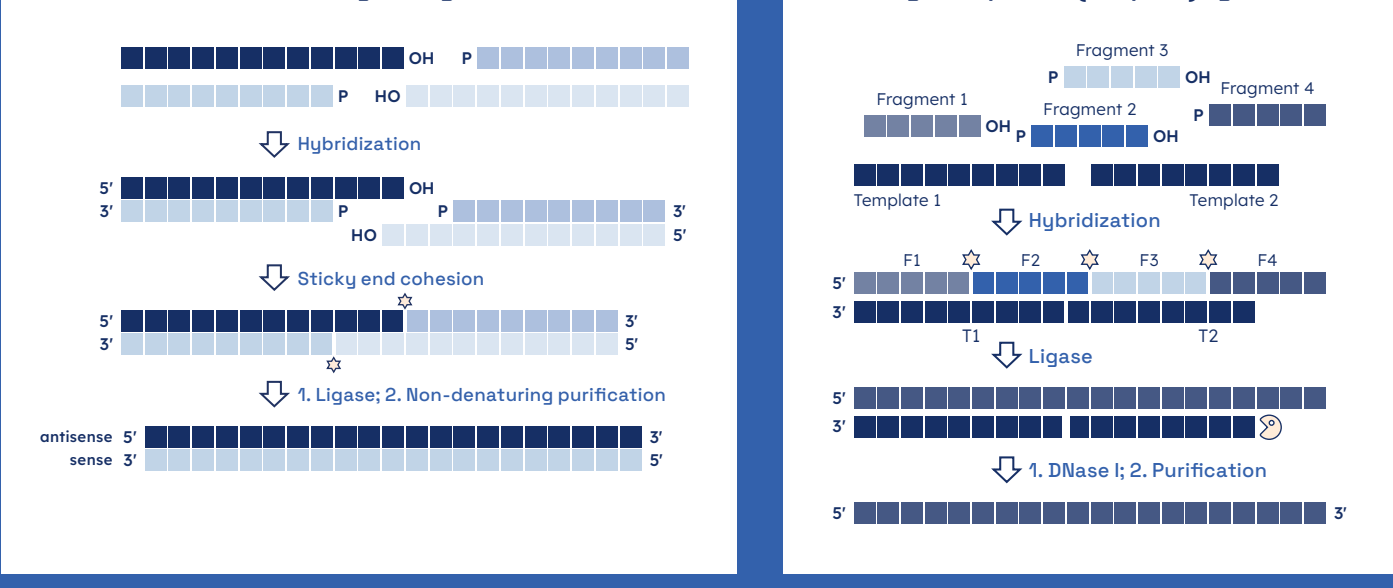 OH P
P HO
Hybridization
5′ OH
3′ P P 3′
HO 5′
Sticky end cohesion
5′ 3′
3′ 5′
1. Ligase; 2. Non-denaturing purification
antisense 5′ 3′
sense 3′ 5′
Fragment 3
P OH
Fragment 4
Fragment 1
P
Fragment 2
OH
P OH
Template 1 Template 2
Hybridization
F1 F2 F3 F4
5′
3′
T1 T2
Ligase
5′
3′
1. DNase I; 2. Purification
5′ 3′